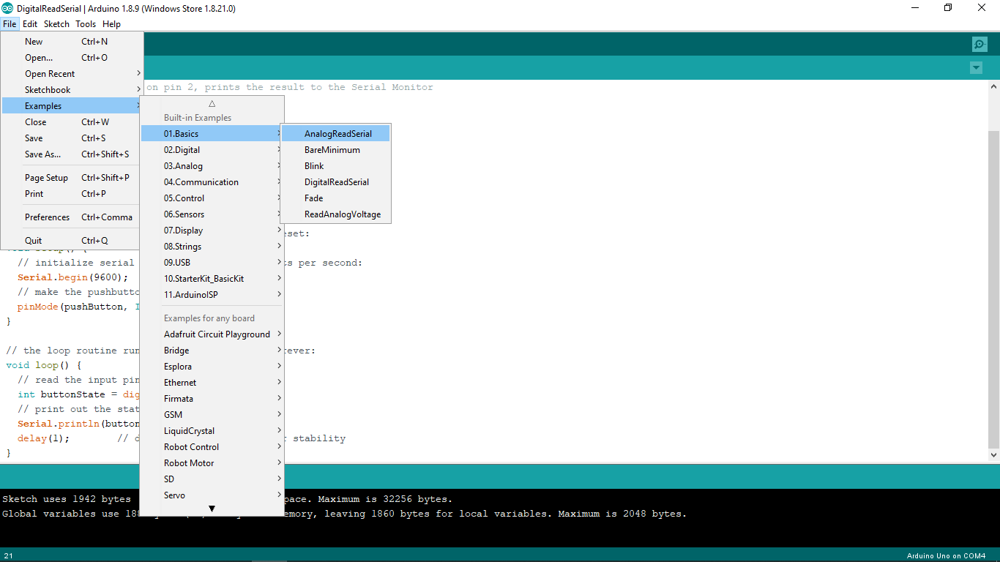 DigitalReadSerial | Arduino 1.8.9 (Windows Store 1.8.21.0)
File Edit Sketch Tools Help
New Ctrl+N
Open... Ctrl+O
Open Recent
Sketchbook
Examples
Close Ctrl+W
Save Ctrl+S
Save As... Ctrl+Shift+S
Page Setup Ctrl+Shift+P
Print Ctrl+P
Preferences Ctrl+Comma
Quit Ctrl+Q
Built-in Examples
01.Basics
02.Digital
03.Analog
04.Communication
05.Control
06.Sensors
07.Display
08.Strings
09.USB
10.StarterKit_BasicKit
11.ArduinoISP
Examples for any board
Adafruit Circuit Playground
Bridge
Esplora
Ethernet
Firmata
GSM
LiquidCrystal
Robot Control
Robot Motor
SD
Servo
AnalogReadSerial
BareMinimum
Blink
DigitalReadSerial
Fade
ReadAnalogVoltage
on pin 2, prints the result to the Serial Monitor
eset:
// initialize serial ts per second:
Serial.begin(9600);
// make the pushbutto
pinMode(pushButton, I
}
// the loop routine run rever:
void loop() {
// read the input pin
int buttonState = dig
// print out the stat
Serial.println(button
delay(1); // d r stability
}
Sketch uses 1942 bytes pace. Maximum is 32256 bytes.
Global variables use 188 emory, leaving 1860 bytes for local variables. Maximum is 2048 bytes.
21 Arduino Uno on COM4